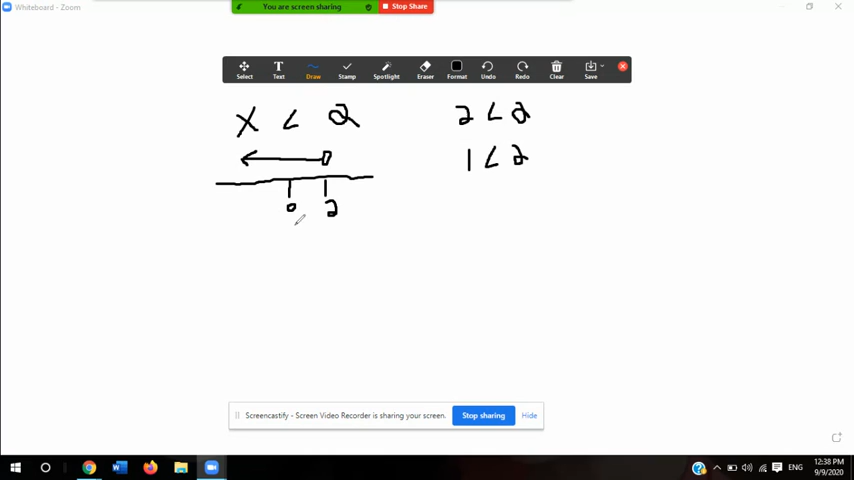 Whiteboard - Zoom
You are screen sharing Stop Share
Select Text Draw Stamp Spotlight Eraser Format Undo Redo Clear Save
x < 2 2 < 2
1 < 2
0 2
Screencastify - Screen Video Recorder is sharing your screen. Stop sharing Hide
ENG 12:38 PM
9/9/2020